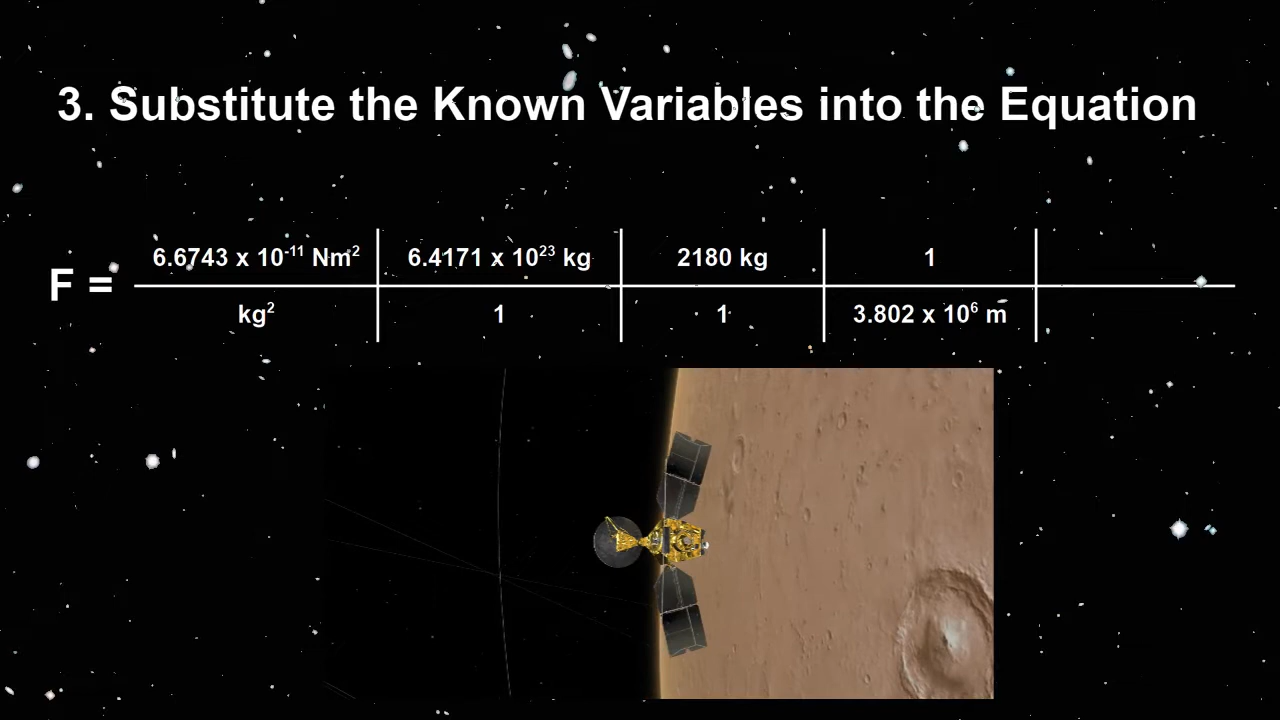 3. Substitute the Known Variables into the Equation
F =
6.6743 x 10⁻¹¹ Nm² 6.4171 x 10²³ kg 2180 kg 1
kg² 1 1 3.802 x 10⁶ m